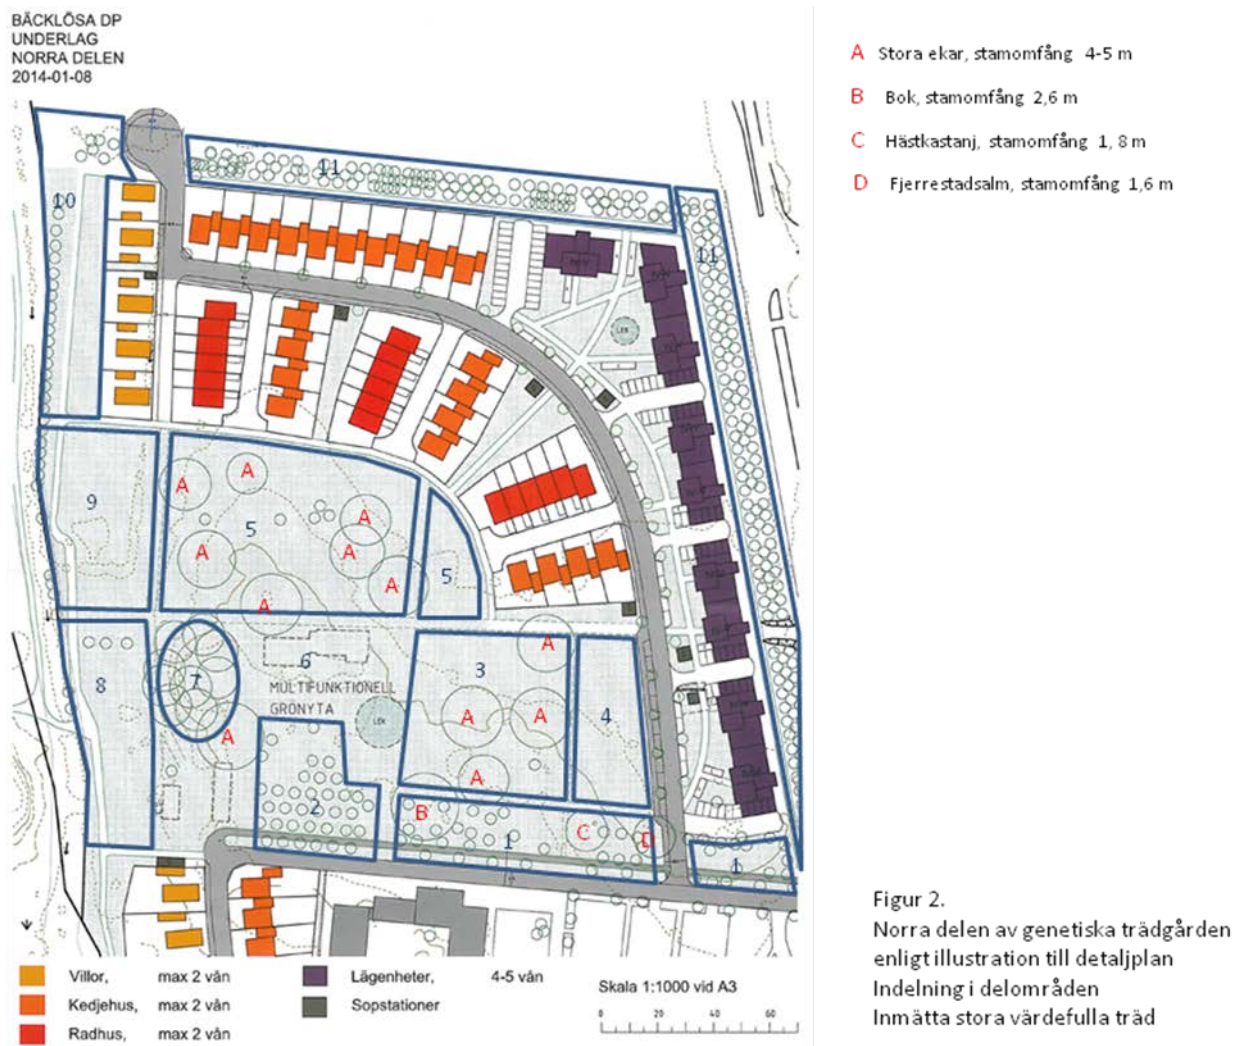 BÄCKLÖSA DP
UNDERLAG
NORRA DELEN
2014-01-08
A Stora ekar, stamomfång 4-5 m
B Bok, stamomfång 2,6 m
C Hästkastanj, stamomfång 1, 8 m
D Fjerrestadsalm, stamomfång 1,6 m
11
10
11
LEK
A
A
9
5
A
A
A
A
5
A
A
6
3
7
8
MULTIFUNKTIONELL
GRÖNYTA
LEK
A
A
4
A
A
2
B
1
C
D
1
Villor, max 2 vån
Kedjehus, max 2 vån
Radhus, max 2 vån
Lägenheter, 4-5 vån
Sopstationer
Skala 1:1000 vid A3
0 20 40 60
Figur 2.
Norra delen av genetiska trädgården
enligt illustration till detaljplan
Indelning i delområden
Inmätta stora värdefulla träd